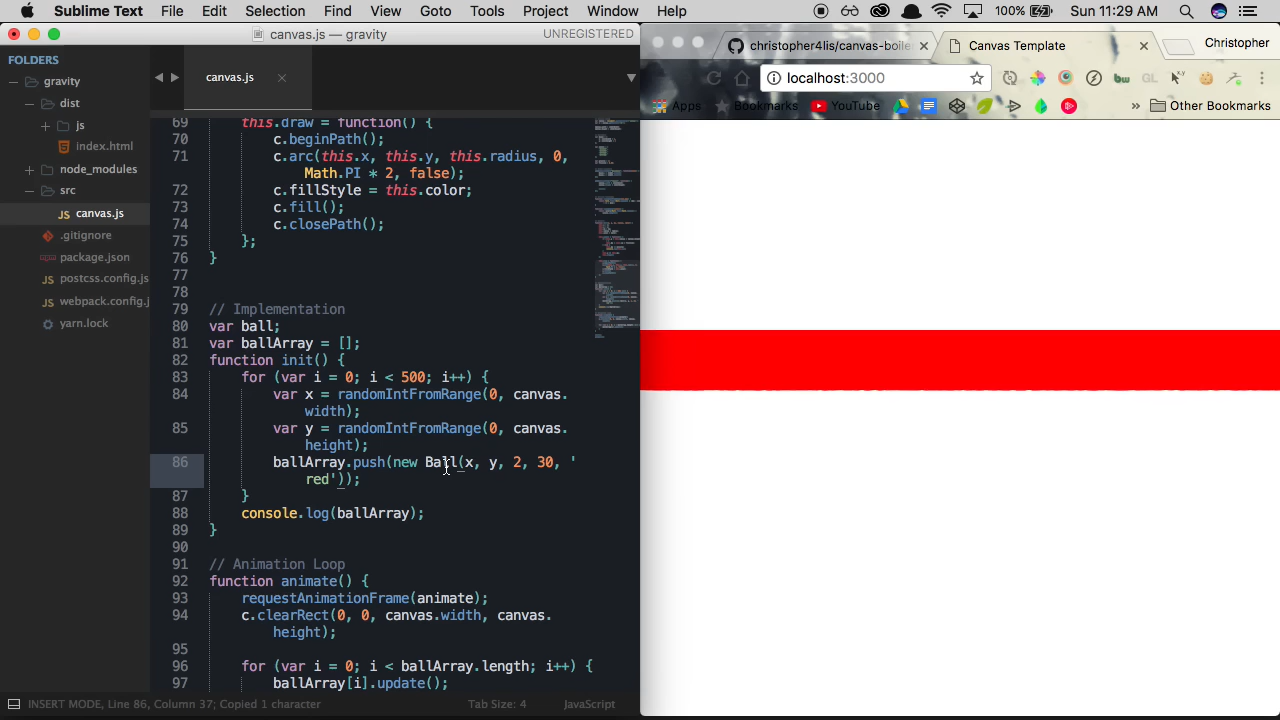 Sublime Text File Edit Selection Find View Goto Tools Project Window Help 100% Sun 11:29 AM
canvas.js — gravity UNREGISTERED
FOLDERS
gravity
dist
js
index.html
node_modules
src
canvas.js
.gitignore
package.json
postcss.config.js
webpack.config.j
yarn.lock
canvas.js
69 this.draw = function() {
70 c.beginPath();
71 c.arc(this.x, this.y, this.radius, 0,
Math.PI * 2, false);
72 c.fillStyle = this.color;
73 c.fill();
74 c.closePath();
75 };
76 }
77
78
79 // Implementation
80 var ball;
81 var ballArray = [];
82 function init() {
83 for (var i = 0; i < 500; i++) {
84 var x = randomIntFromRange(0, canvas.
width);
85 var y = randomIntFromRange(0, canvas.
height);
86 ballArray.push(new Ball(x, y, 2, 30, '
red'));
87 }
88 console.log(ballArray);
89 }
90
91 // Animation Loop
92 function animate() {
93 requestAnimationFrame(animate);
94 c.clearRect(0, 0, canvas.width, canvas.
height);
95
96 for (var i = 0; i < ballArray.length; i++) {
97 ballArray[i].update();
INSERT MODE, Line 86, Column 37; Copied 1 character Tab Size: 4 JavaScript
christopher4lis/canvas-boiler Canvas Template Christopher
localhost:3000
bw GL
Apps Bookmarks YouTube » Other Bookmarks